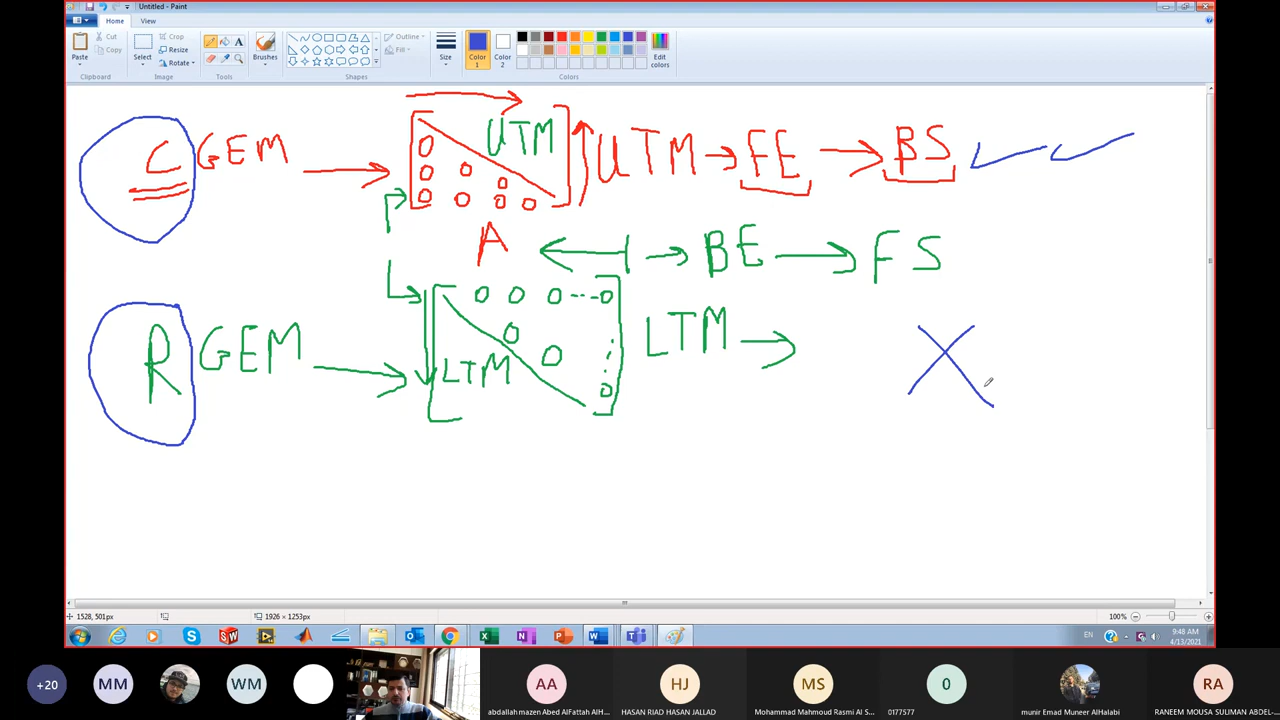 Untitled - Paint
Home View
Paste
Cut
Copy
Clipboard
Select
Crop
Resize
Rotate
Image
A
Tools
Brushes
Outline
Fill
Shapes
Size
Color 1
Color 2
Edit colors
Colors
C GEM → [ O O O O O O O O UTM ] UTM → FE → BS
A ← → BE → FS
R GEM → [ O O O ... O O O O LTM ] LTM →
1528, 501px
1926 × 1253px
100%
EN
9:48 AM
4/13/2021
+20
MM
WM
AA
HJ
MS
0
RA
abdallah mazen Abed AlFattah AlH...
HASAN RIAD HASAN JALLAD
Mohammad Mahmoud Rasmi Al S...
0177577
munir Emad Muneer AlHalabi
RANEEM MOUSA SULIMAN ABDEL-...